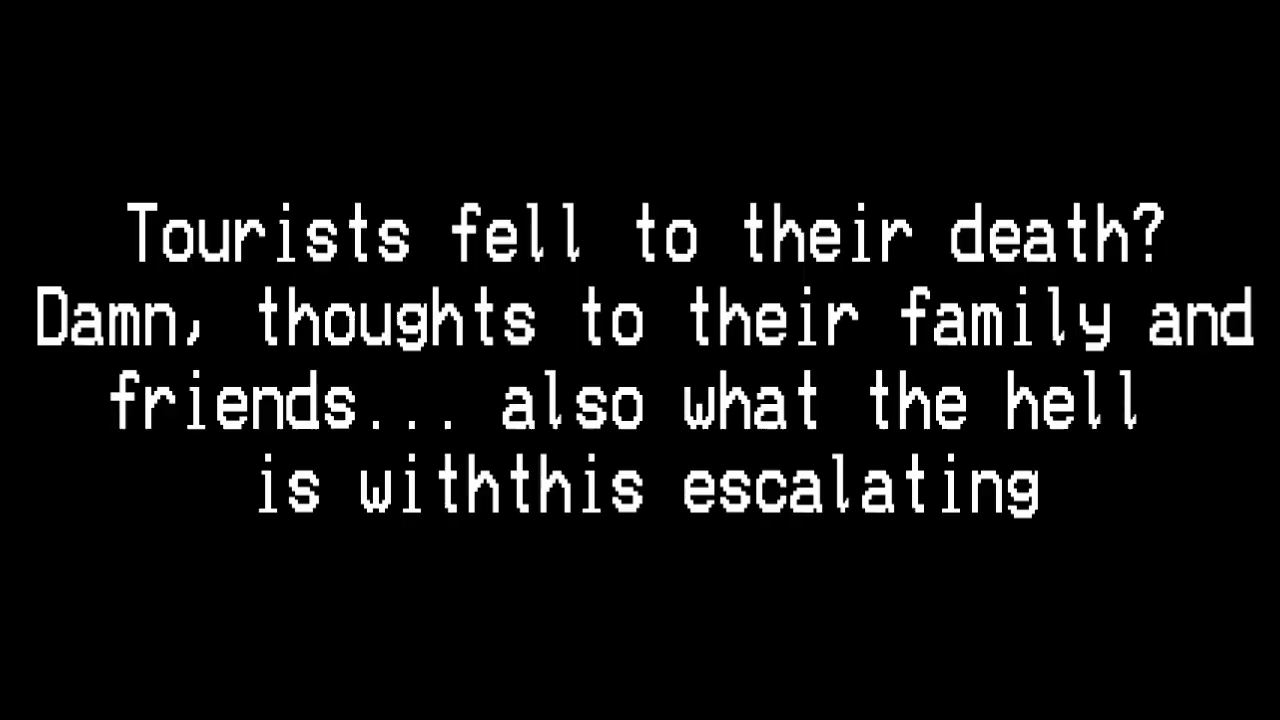 Tourists fell to their death?
Damn, thoughts to their family and
friends... also what the hell
is withthis escalating